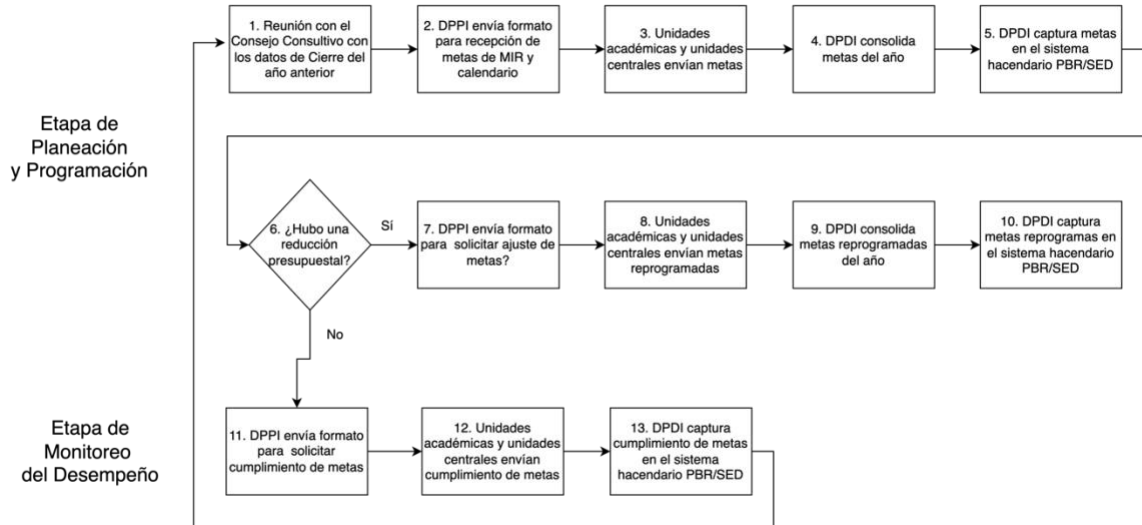 1. Reunión con el
Consejo Consultivo con
los datos de Cierre del
año anterior
2. DPPI envía formato
para recepción de
metas de MIR y
calendario
3. Unidades
académicas y unidades
centrales envían metas
4. DPDI consolida
metas del año
5. DPDI captura metas
en el sistema
hacendario PBR/SED
Etapa de
Planeación
y Programación
6. ¿Hubo una
reducción
presupuestal?
Sí
7. DPPI envía formato
para solicitar ajuste de
metas?
8. Unidades
académicas y unidades
centrales envían metas
reprogramadas
9. DPDI consolida
metas reprogramadas
del año
10. DPDI captura
metas reprogramas en
el sistema hacendario
PBR/SED
No
Etapa de
Monitoreo
del Desempeño
11. DPPI envía formato
para solicitar
cumplimiento de metas
12. Unidades
académicas y unidades
centrales envían
cumplimiento de metas
13. DPDI captura
cumplimiento de metas
en el sistema
hacendario PBR/SED